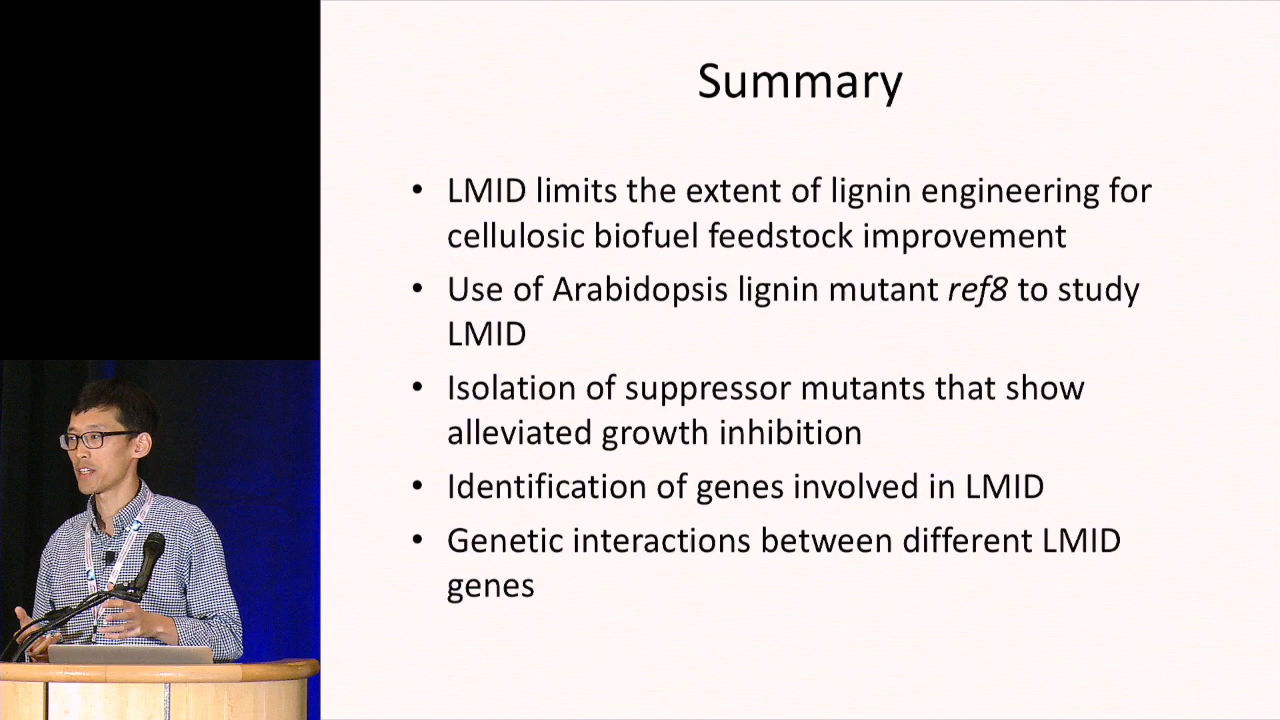 Summary
• LMID limits the extent of lignin engineering for
cellulosic biofuel feedstock improvement
• Use of Arabidopsis lignin mutant ref8 to study
LMID
• Isolation of suppressor mutants that show
alleviated growth inhibition
• Identification of genes involved in LMID
• Genetic interactions between different LMID
genes